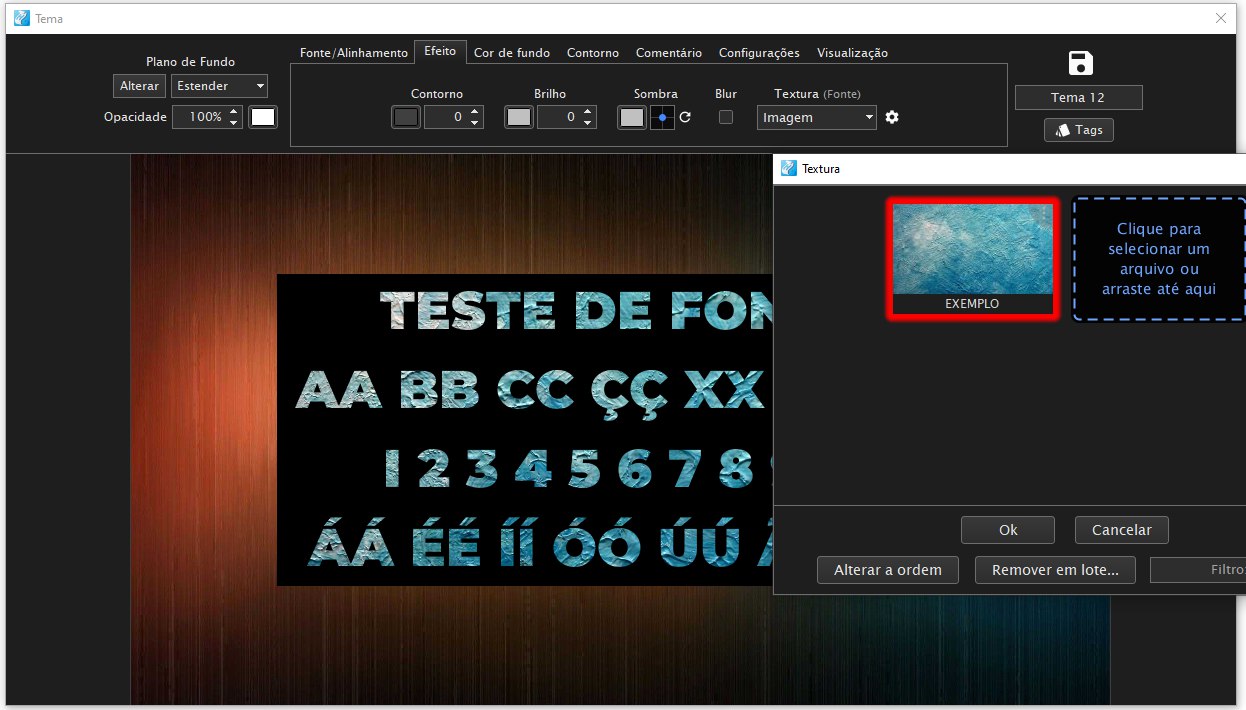 Tema
Plano de Fundo
Alterar
Estender
Opacidade
100%
Fonte/Alinhamento
Efeito
Cor de fundo
Contorno
Comentário
Configurações
Visualização
Contorno
Brilho
Sombra
Blur
Textura (Fonte)
0
0
Imagem
Tema 12
Tags
TESTE DE FON
AA BB CC ÇÇ XX
1 2 3 4 5 6 7 8
ÁÁ ÉÉ ÍÍ ÓÓ ÚÚ
Textura
EXEMPLO
Clique para
selecionar um
arquivo ou
arraste até aqui
Ok
Cancelar
Alterar a ordem
Remover em lote...
Filtro: